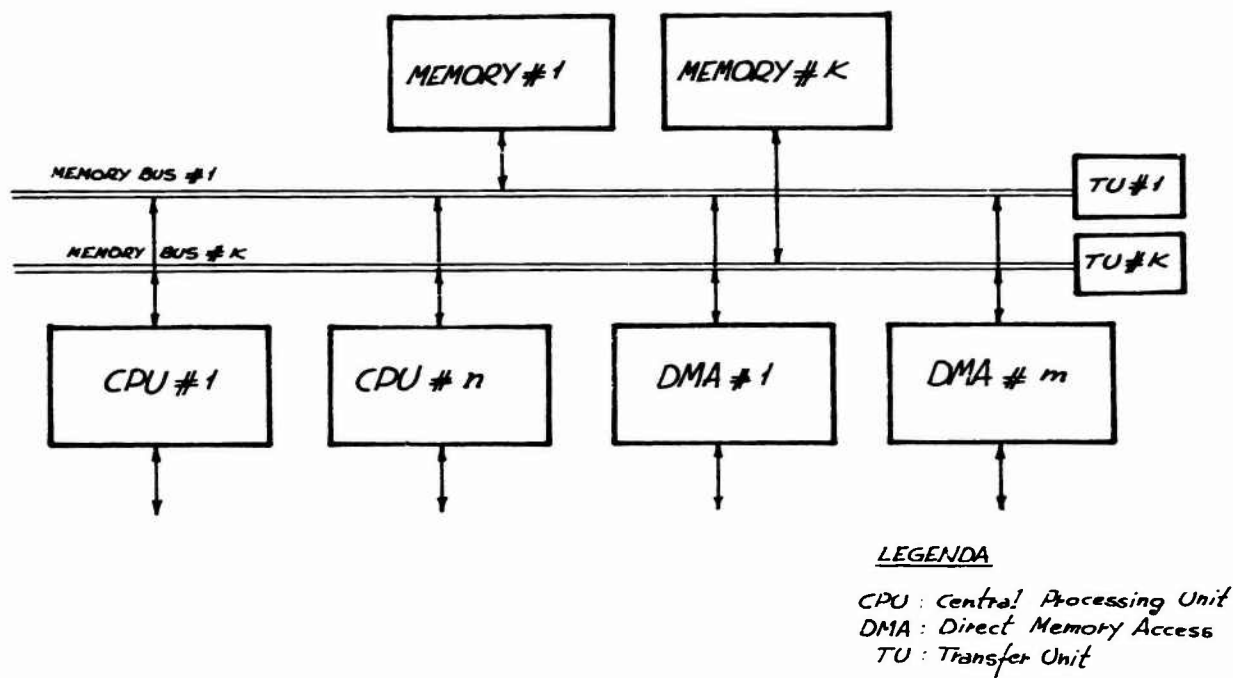 MEMORY #1
MEMORY #K
MEMORY BUS #1
TU #1
MEMORY BUS #K
TU #K
CPU #1
CPU #n
DMA #1
DMA #m
LEGENDA
CPU : Central Processing Unit
DMA : Direct Memory Access
TU : Transfer Unit